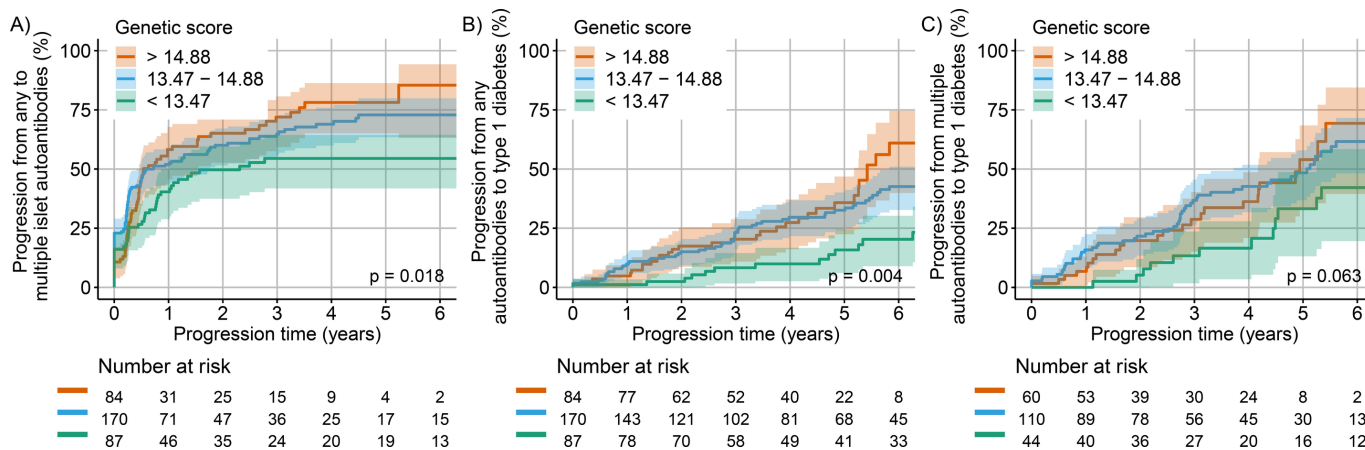 A)
Progression from any to
multiple islet autoantibodies (%)
Genetic score
> 14.88
13.47 − 14.88
< 13.47
100
75
50
25
0
p = 0.018
0 1 2 3 4 5 6
Progression time (years)
Number at risk
84 31 25 15 9 4 2
170 71 47 36 25 17 15
87 46 35 24 20 19 13
B)
Progression from any
autoantibodies to type 1 diabetes (%)
Genetic score
> 14.88
13.47 − 14.88
< 13.47
100
75
50
25
0
p = 0.004
0 1 2 3 4 5 6
Progression time (years)
Number at risk
84 77 62 52 40 22 8
170 143 121 102 81 68 45
87 78 70 58 49 41 33
C)
Progression from multiple
autoantibodies to type 1 diabetes (%)
Genetic score
> 14.88
13.47 − 14.88
< 13.47
100
75
50
25
0
p = 0.063
0 1 2 3 4 5 6
Progression time (years)
Number at risk
60 53 39 30 24 8 2
110 89 78 56 45 30 13
44 40 36 27 20 16 12